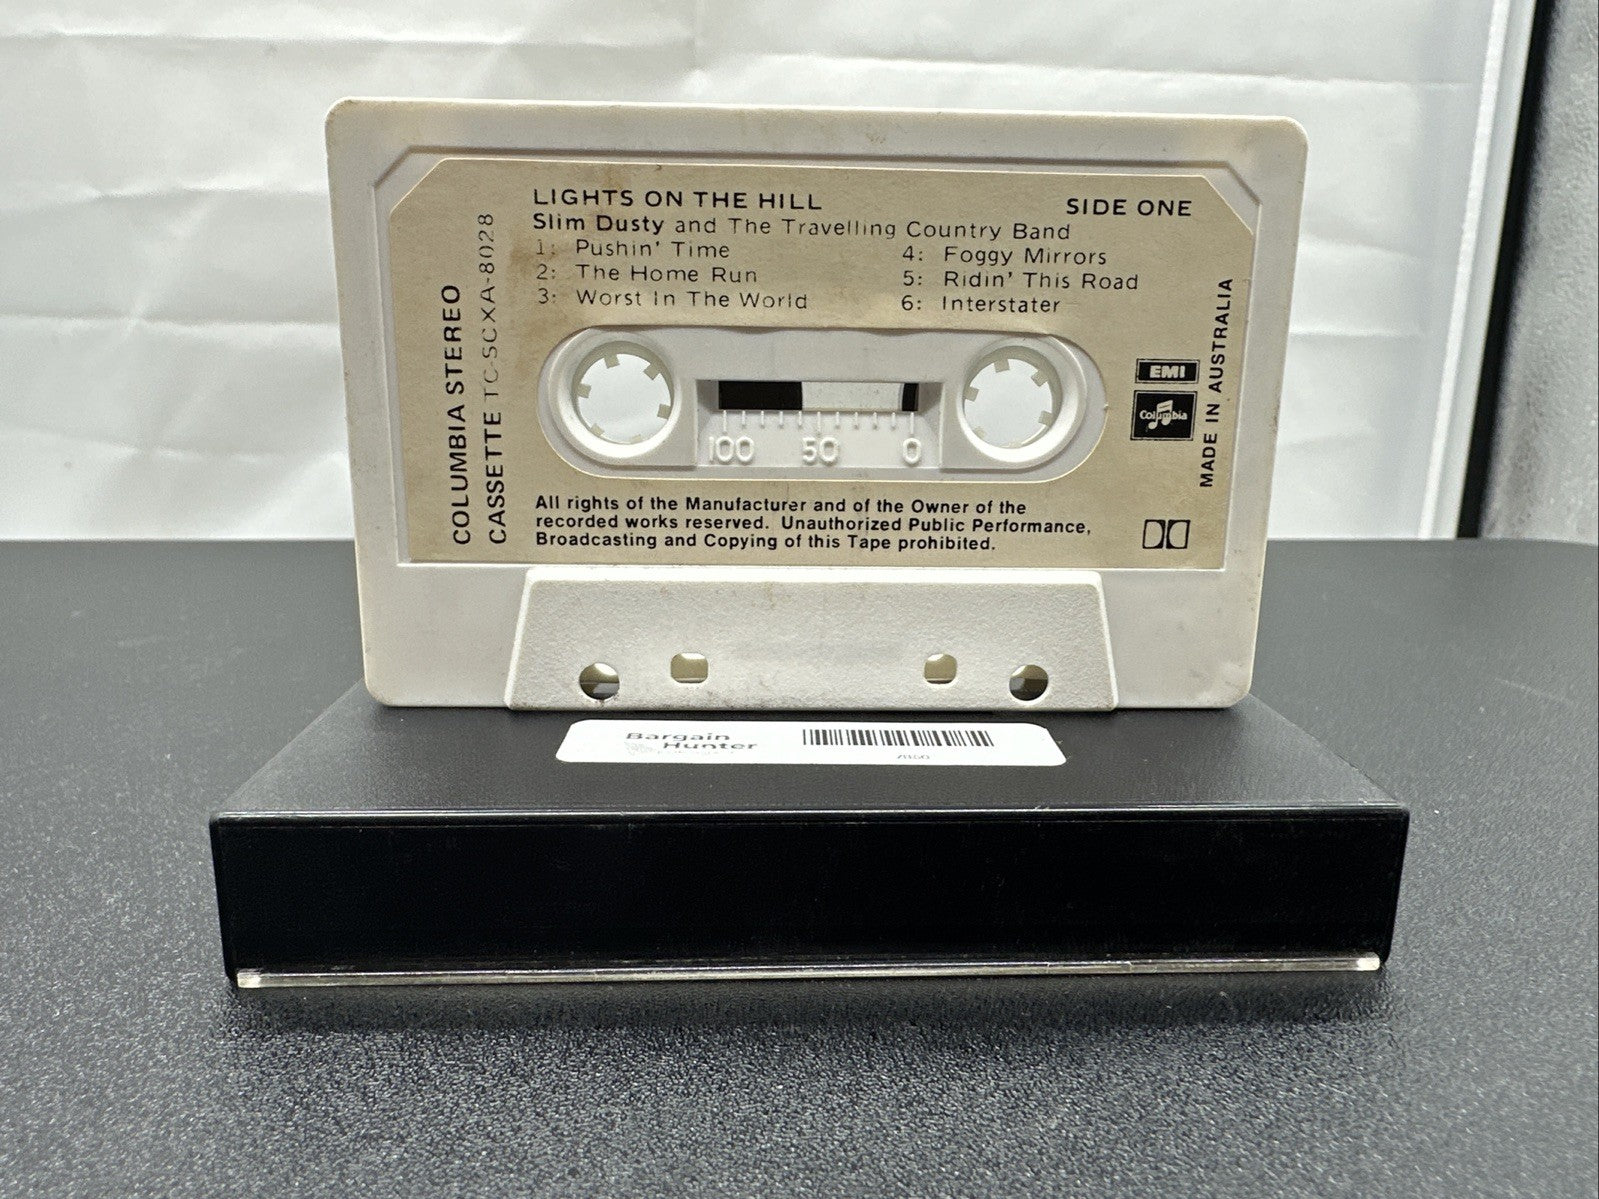 LIGHTS ON THE HILL
SIDE ONE
Slim Dusty and The Travelling Country Band
1: Pushin' Time
2: The Home Run
3: Worst In The World
4: Foggy Mirrors
5: Ridin' This Road
6: Interstater
COLUMBIA STEREO
CASSETTE TC-SCXA-8028
EMI
Columbia
MADE IN AUSTRALIA
100 50 0
All rights of the Manufacturer and of the Owner of the
recorded works reserved. Unauthorized Public Performance,
Broadcasting and Copying of this Tape prohibited.
Bargain
Hunter